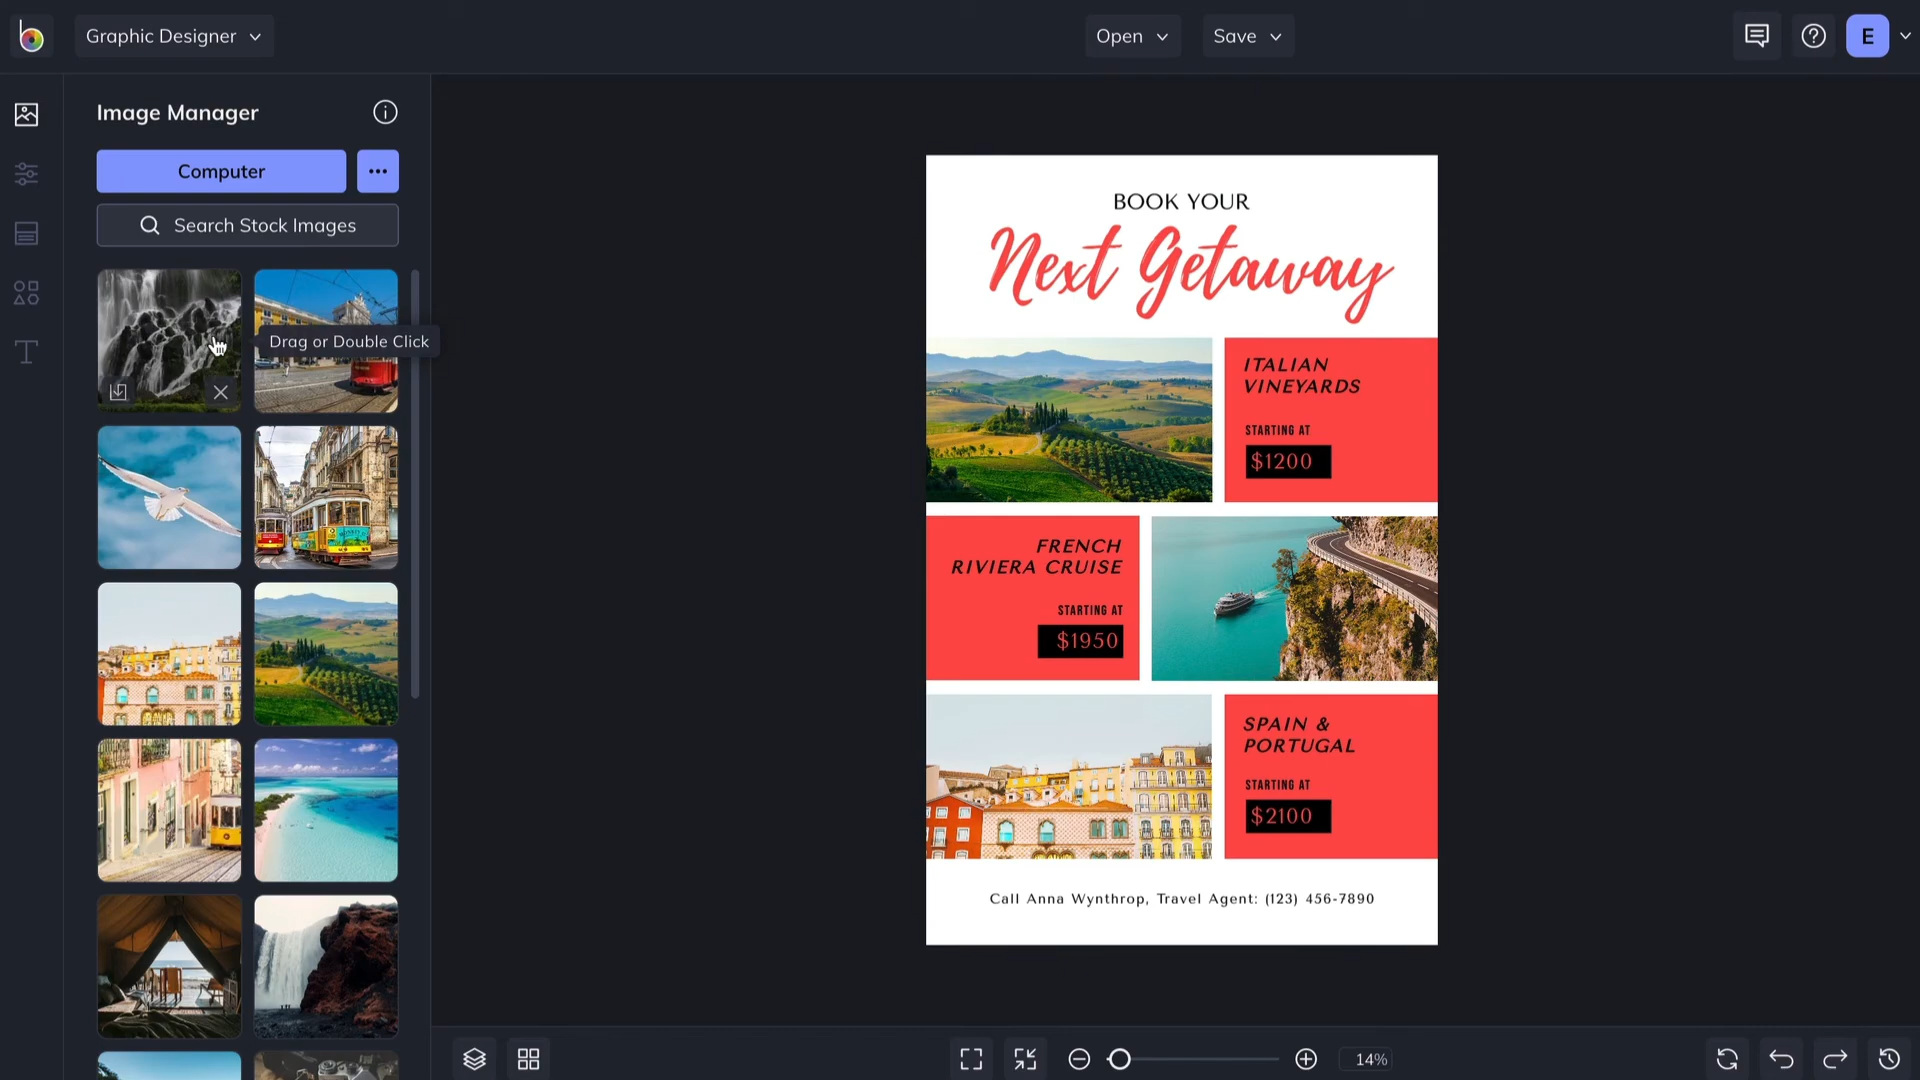 Graphic Designer
Open
Save
E
Image Manager
Computer
Search Stock Images
Drag or Double Click
BOOK YOUR
Next Getaway
ITALIAN
VINEYARDS
STARTING AT
$1200
FRENCH
RIVIERA CRUISE
STARTING AT
$1950
SPAIN &
PORTUGAL
STARTING AT
$2100
Call Anna Wynthrop, Travel Agent: (123) 456-7890
14%